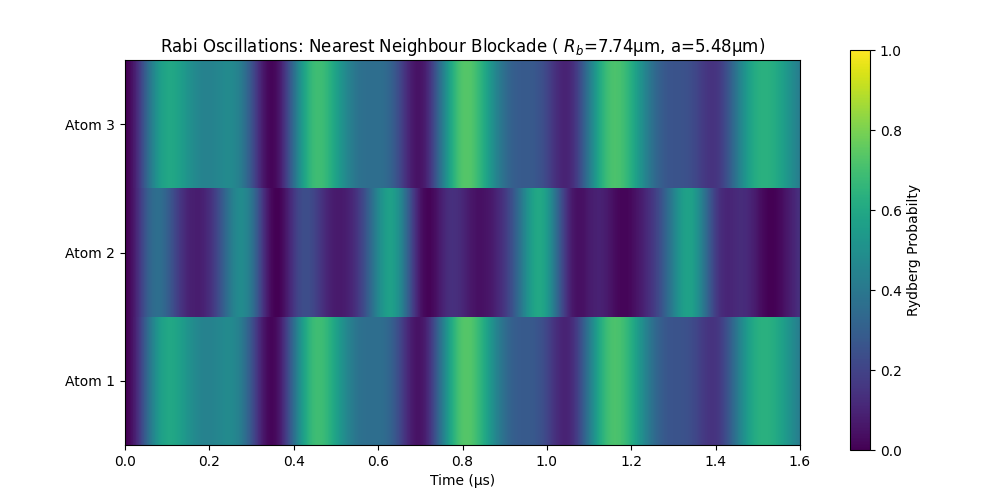 Rabi Oscillations: Nearest Neighbour Blockade ( R_b=7.74μm, a=5.48μm)
Atom 3
Atom 2
Atom 1
0.0 0.2 0.4 0.6 0.8 1.0 1.2 1.4 1.6
Time (μs)
1.0
0.8
0.6
0.4
0.2
0.0
Rydberg Probabilty